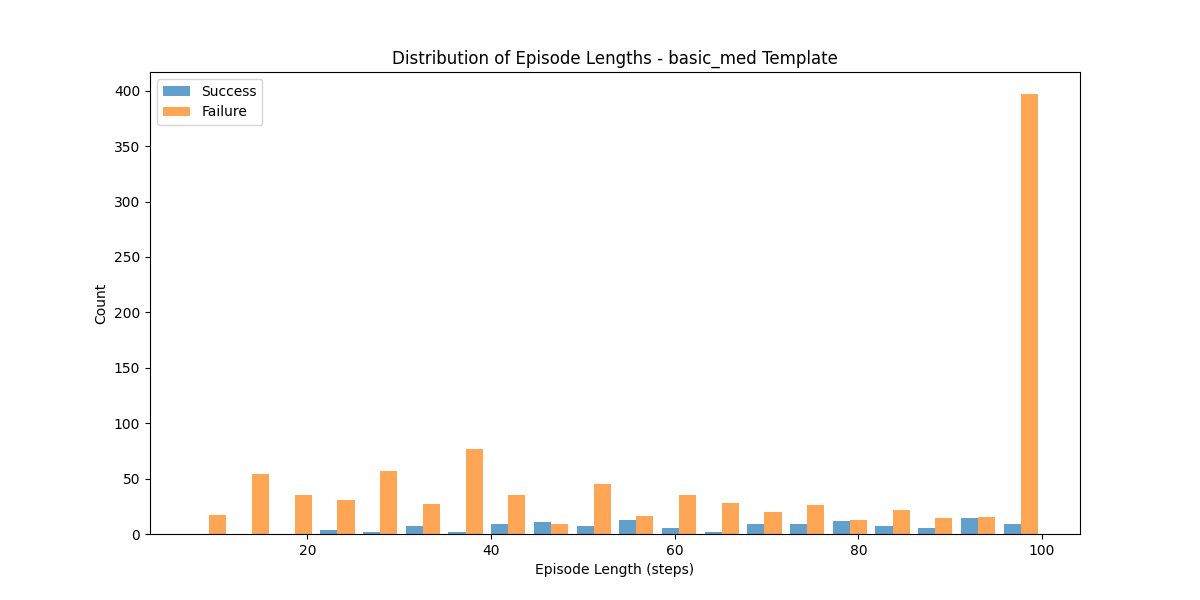 Distribution of Episode Lengths - basic_med Template
Success
Failure
400
350
300
250
200
150
100
50
0
Count
20
40
60
80
100
Episode Length (steps)